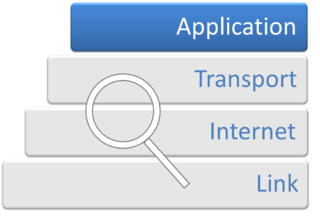 Application
Transport
Internet
Link